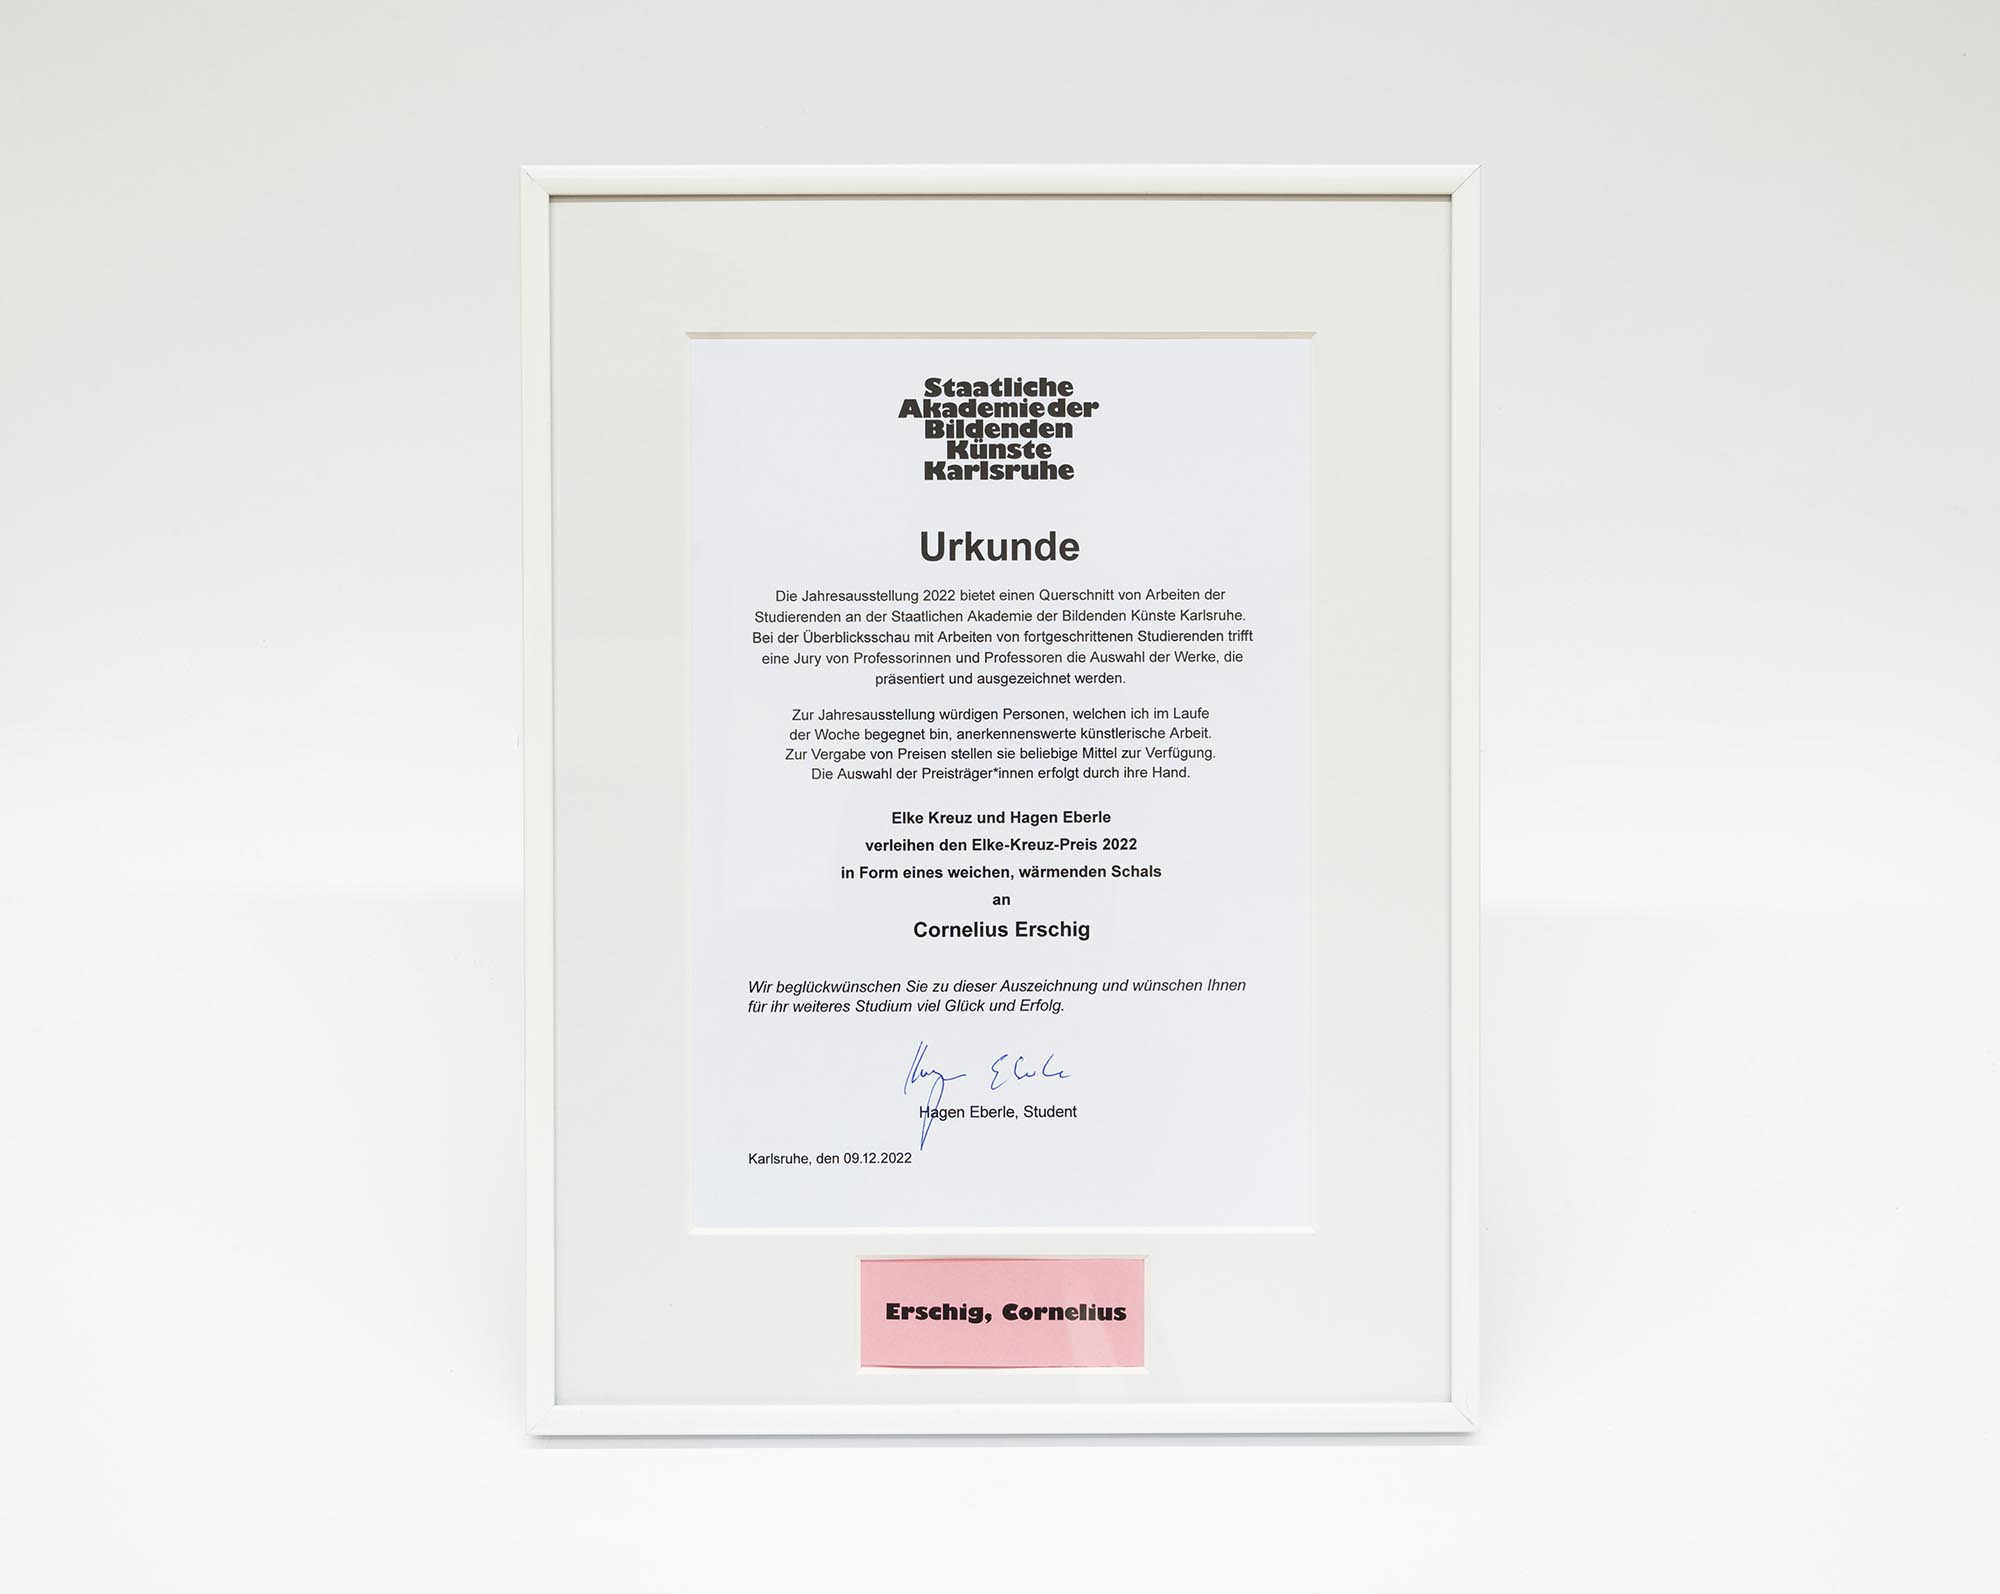 Staatliche
Akademie der
Bildenden
Künste
Karlsruhe
Urkunde
Die Jahresausstellung 2022 bietet einen Querschnitt von Arbeiten der
Studierenden an der Staatlichen Akademie der Bildenden Künste Karlsruhe.
Bei der Überblicksschau mit Arbeiten von fortgeschrittenen Studierenden trifft
eine Jury von Professorinnen und Professoren die Auswahl der Werke, die
präsentiert und ausgezeichnet werden.
Zur Jahresausstellung würdigen Personen, welchen ich im Laufe
der Woche begegnet bin, anerkennenswerte künstlerische Arbeit.
Zur Vergabe von Preisen stellen sie beliebige Mittel zur Verfügung.
Die Auswahl der Preisträger*innen erfolgt durch ihre Hand.
Elke Kreuz und Hagen Eberle
verleihen den Elke-Kreuz-Preis 2022
in Form eines weichen, wärmenden Schals
an
Cornelius Erschig
Wir beglückwünschen Sie zu dieser Auszeichnung und wünschen Ihnen
für ihr weiteres Studium viel Glück und Erfolg.
Hagen Eberle
Hagen Eberle, Student
Karlsruhe, den 09.12.2022
Erschig, Cornelius